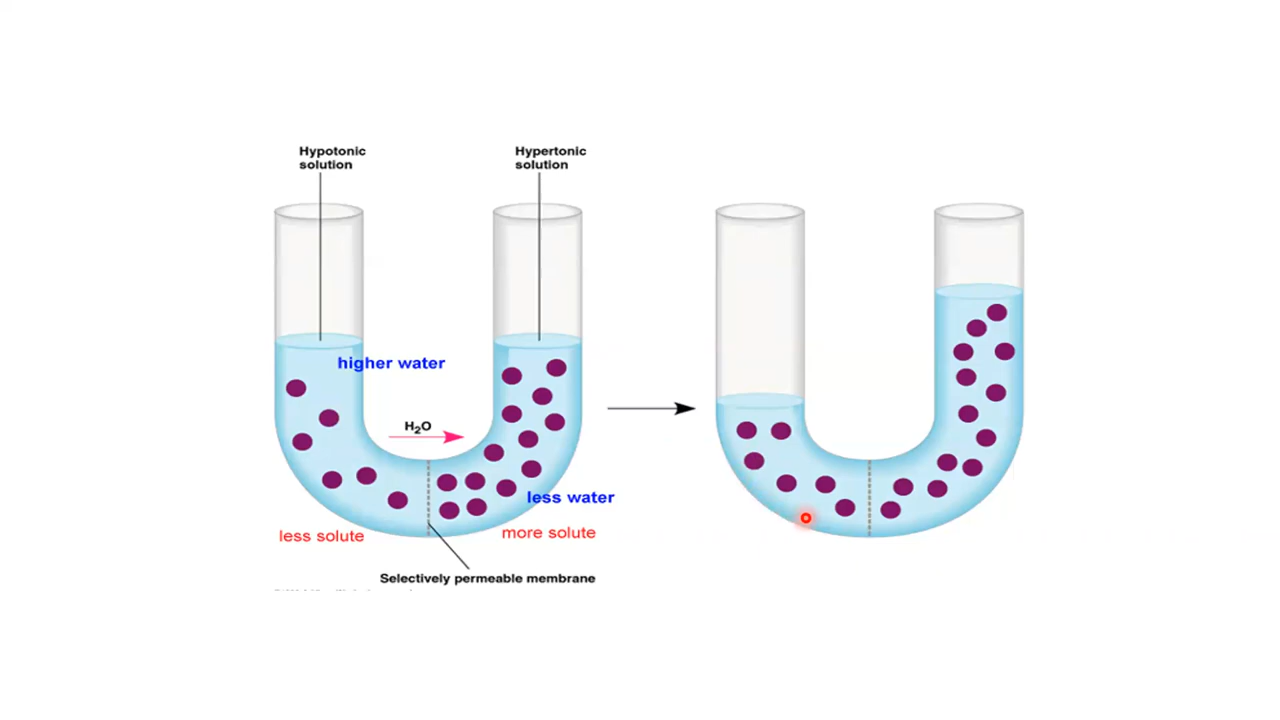 Hypotonic
solution
Hypertonic
solution
higher water
H₂O
less water
less solute
more solute
Selectively permeable membrane